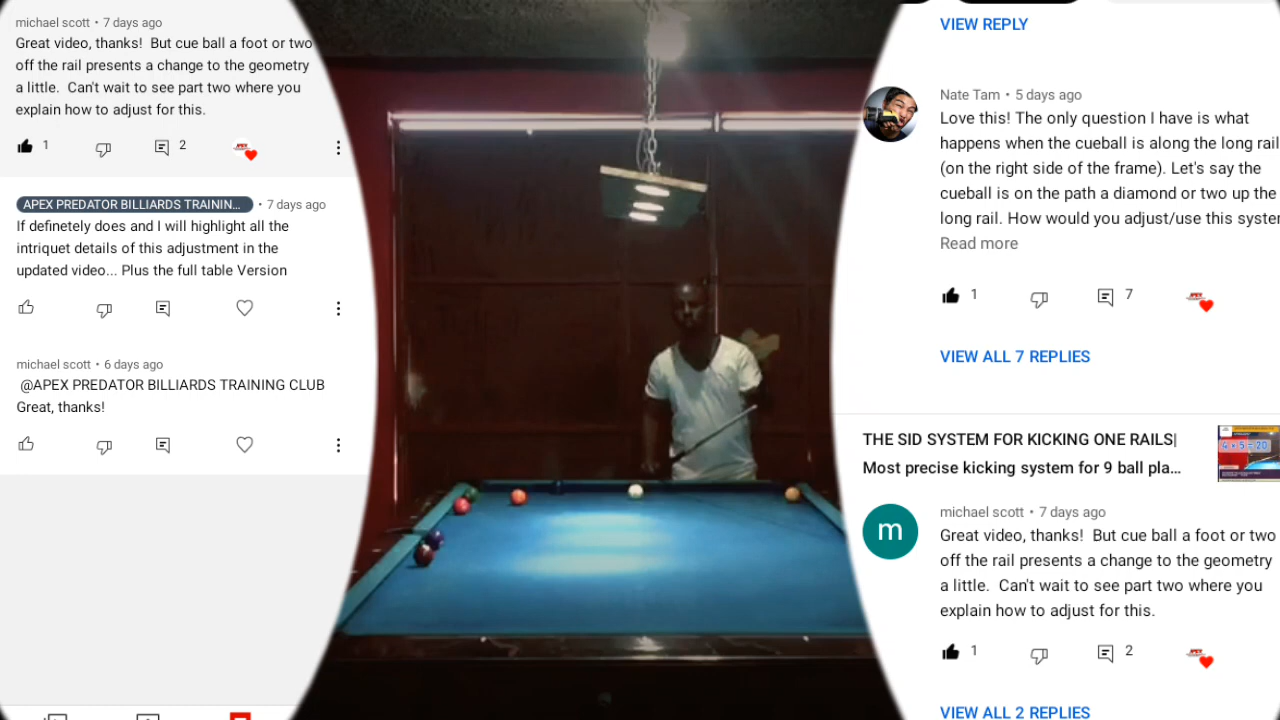 michael scott • 7 days ago
Great video, thanks!  But cue ball a foot or two
off the rail presents a change to the geometry
a little.  Can't wait to see part two where you
explain how to adjust for this.
1
2
APEX PREDATOR BILLIARDS TRAININ... • 7 days ago
If definetely does and I will highlight all the
intriquet details of this adjustment in the
updated video... Plus the full table Version
michael scott • 6 days ago
@APEX PREDATOR BILLIARDS TRAINING CLUB
Great, thanks!
VIEW REPLY
Nate Tam • 5 days ago
Love this! The only question I have is what
happens when the cueball is along the long rail
(on the right side of the frame). Let's say the
cueball is on the path a diamond or two up the
long rail. How would you adjust/use this syster
Read more
1
7
VIEW ALL 7 REPLIES
THE SID SYSTEM FOR KICKING ONE RAILS|
Most precise kicking system for 9 ball pla...
4+5=20
m
michael scott • 7 days ago
Great video, thanks!  But cue ball a foot or two
off the rail presents a change to the geometry
a little.  Can't wait to see part two where you
explain how to adjust for this.
1
2
VIEW ALL 2 REPLIES